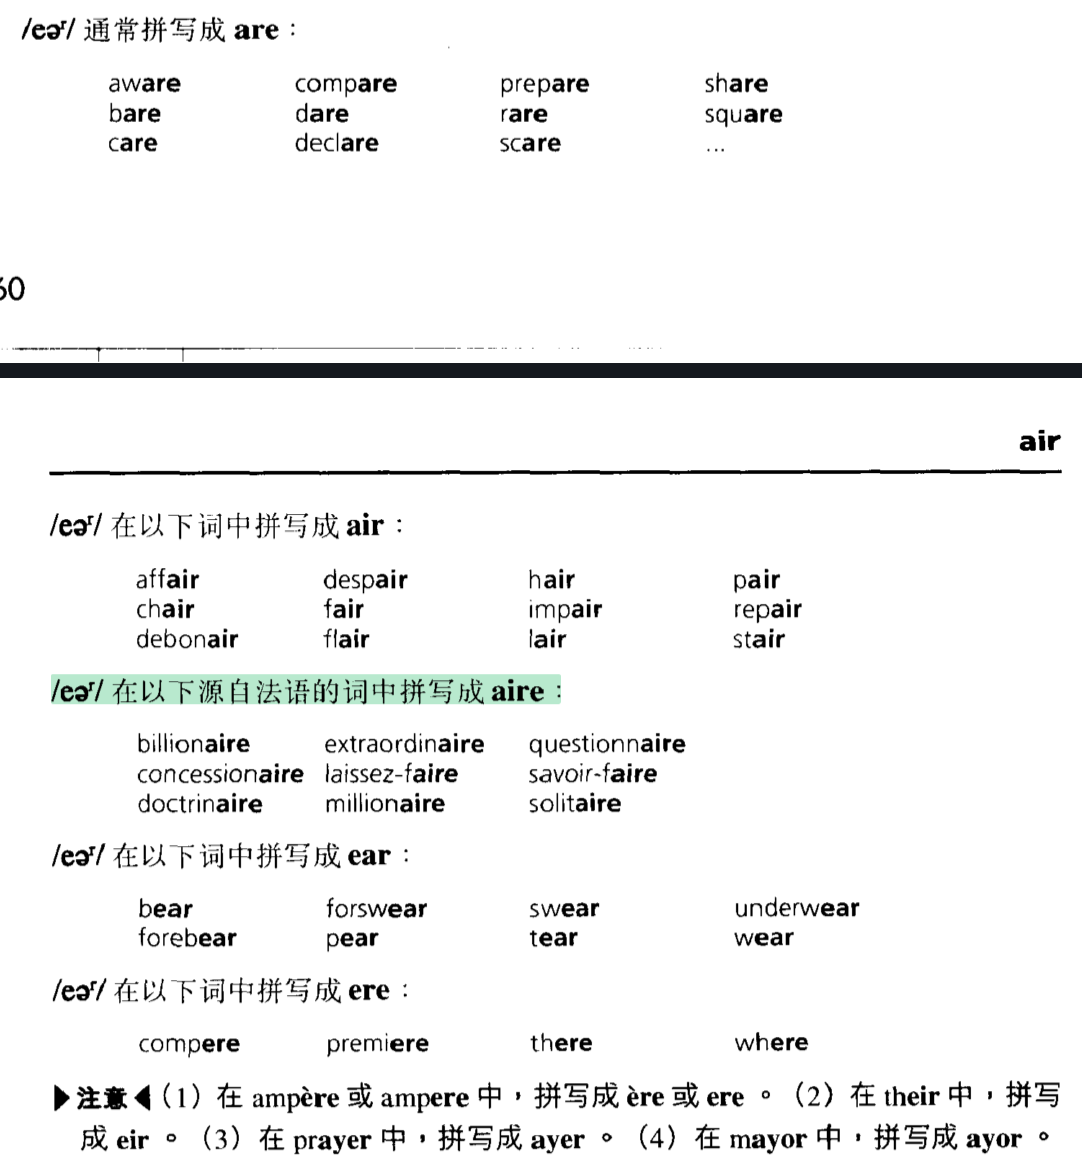 /eəʳ/ 通常拼写成 are：
aware compare prepare share
bare dare rare square
care declare scare ...
60
air
/eəʳ/ 在以下词中拼写成 air：
affair despair hair pair
chair fair impair repair
debonair flair lair stair
/eəʳ/ 在以下源自法语的词中拼写成 aire：
billionaire extraordinaire questionnaire
concessionaire laissez-faire savoir-faire
doctrinaire millionaire solitaire
/eəʳ/ 在以下词中拼写成 ear：
bear forswear swear underwear
forebear pear tear wear
/eəʳ/ 在以下词中拼写成 ere：
compere premiere there where
▶注意◀（1）在 ampère 或 ampere 中，拼写成 ère 或 ere。（2）在 their 中，拼写
成 eir。（3）在 prayer 中，拼写成 ayer。（4）在 mayor 中，拼写成 ayor。